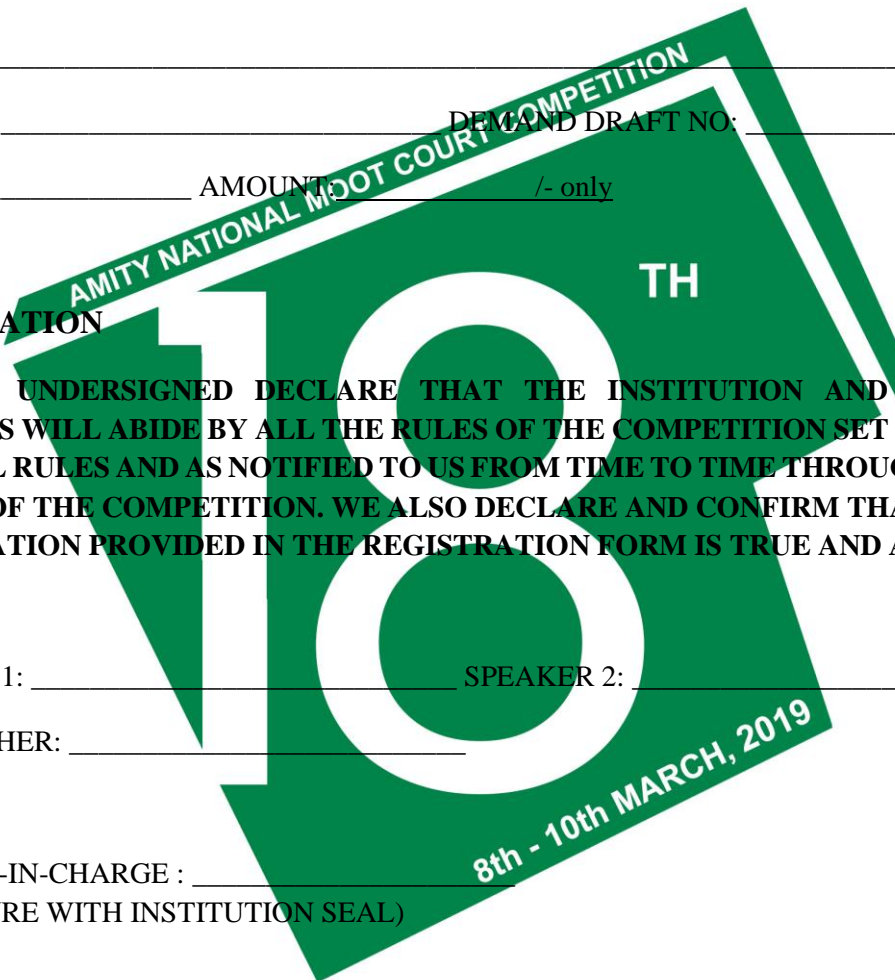 DEMAND DRAFT NO:
AMOUNT: /- only
AMITY NATIONAL MOOT COURT COMPETITION
18
TH
ATION
UNDERSIGNED DECLARE THAT THE INSTITUTION AND
S WILL ABIDE BY ALL THE RULES OF THE COMPETITION SET
L RULES AND AS NOTIFIED TO US FROM TIME TO TIME THROUG
OF THE COMPETITION. WE ALSO DECLARE AND CONFIRM THA
ATION PROVIDED IN THE REGISTRATION FORM IS TRUE AND A
1: SPEAKER 2:
HER:
8th - 10th MARCH, 2019
-IN-CHARGE :
RE WITH INSTITUTION SEAL)